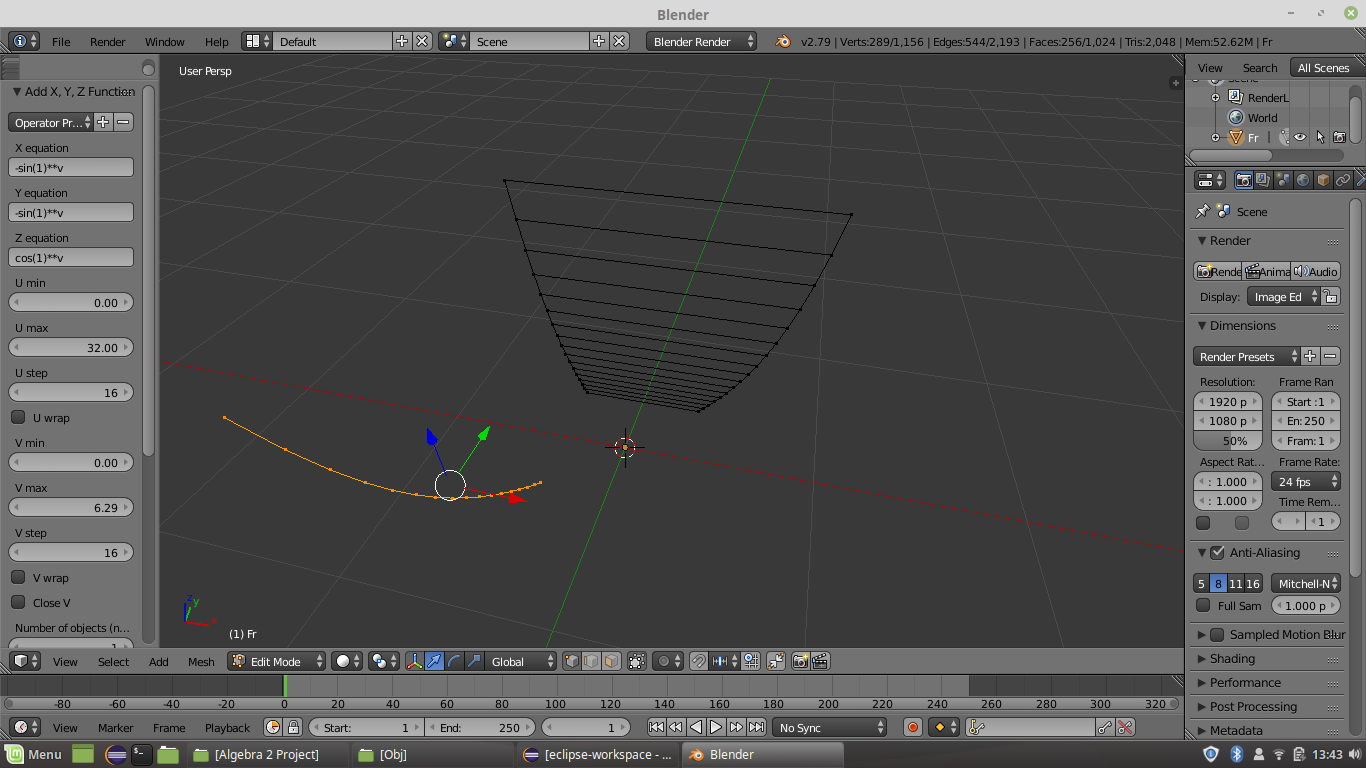 Blender
File Render Window Help Default Scene Blender Render v2.79 | Verts:289/1,156 | Edges:544/2,193 | Faces:256/1,024 | Tris:2,048 | Mem:52.62M | Fr
Add X, Y, Z Function
Operator Pr...
X equation
-sin(1)**v
Y equation
-sin(1)**v
Z equation
cos(1)**v
U min
0.00
U max
32.00
U step
16
U wrap
V min
0.00
V max
6.29
V step
16
V wrap
Close V
Number of objects (n...
1
User Persp
z y
x
(1) Fr
View Search All Scenes
Scene
RenderL
World
Fr
Scene
Render
Rende Anima Audio
Display: Image Ed
Dimensions
Render Presets
Resolution: Frame Ran
1920 p Start :1
1080 p En: 250
50% Fram: 1
Aspect Rat... Frame Rate:
: 1.000 24 fps
: 1.000 Time Rem...
1
Anti-Aliasing
5 8 11 16 Mitchell-N
Full Sam 1.000 p
Sampled Motion Blur
Shading
Performance
Post Processing
Metadata
View Select Add Mesh Edit Mode Global
-80 -60 -40 -20 0 20 40 60 80 100 120 140 160 180 200 220 240 260 280 300 320
View Marker Frame Playback Start: 1 End: 250 1 No Sync
Menu [Algebra 2 Project] [Obj] [eclipse-workspace - ... Blender 13:43